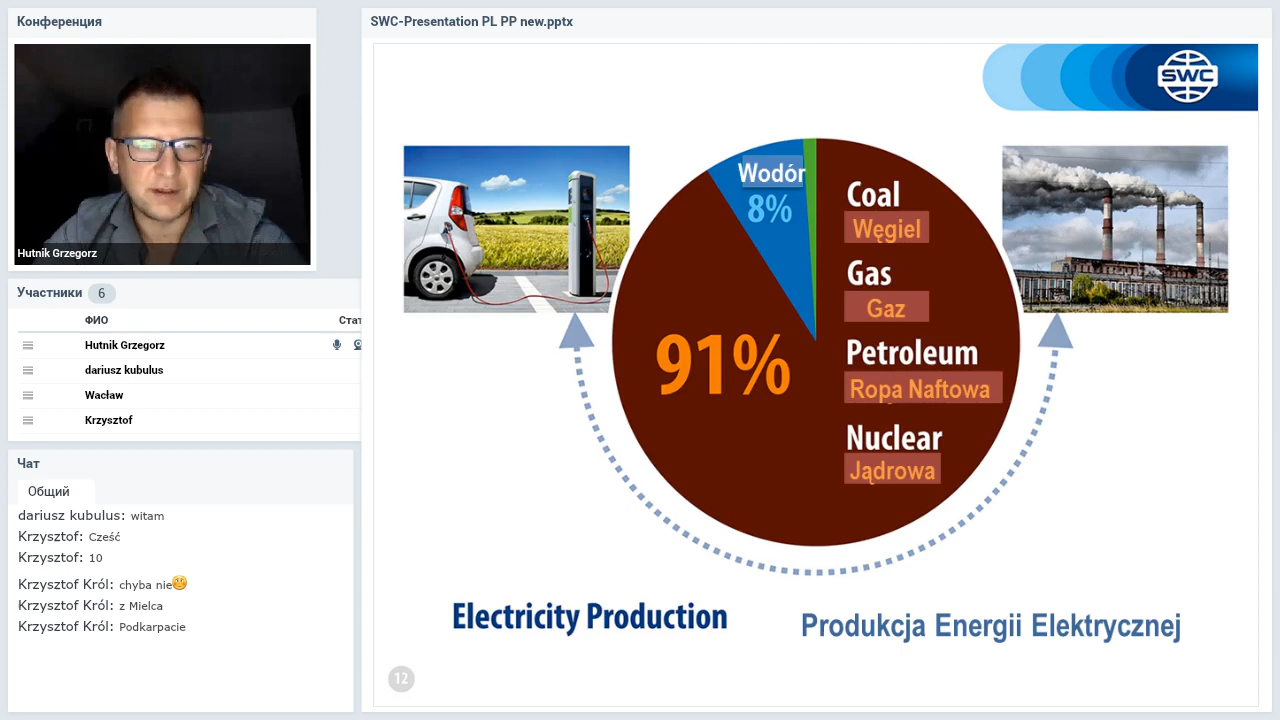 Конференция
Hutnik Grzegorz
Участники 6
ФИО Стат
Hutnik Grzegorz
dariusz kubulus
Wacław
Krzysztof
Чат
Общий
dariusz kubulus: witam
Krzysztof: Cześć
Krzysztof: 10
Krzysztof Król: chyba nie
Krzysztof Król: z Mielca
Krzysztof Król: Podkarpacie
SWC-Presentation PL PP new.pptx
SWC
Wodór
8%
91%
Coal
Węgiel
Gas
Gaz
Petroleum
Ropa Naftowa
Nuclear
Jądrowa
Electricity Production
Produkcja Energii Elektrycznej
12